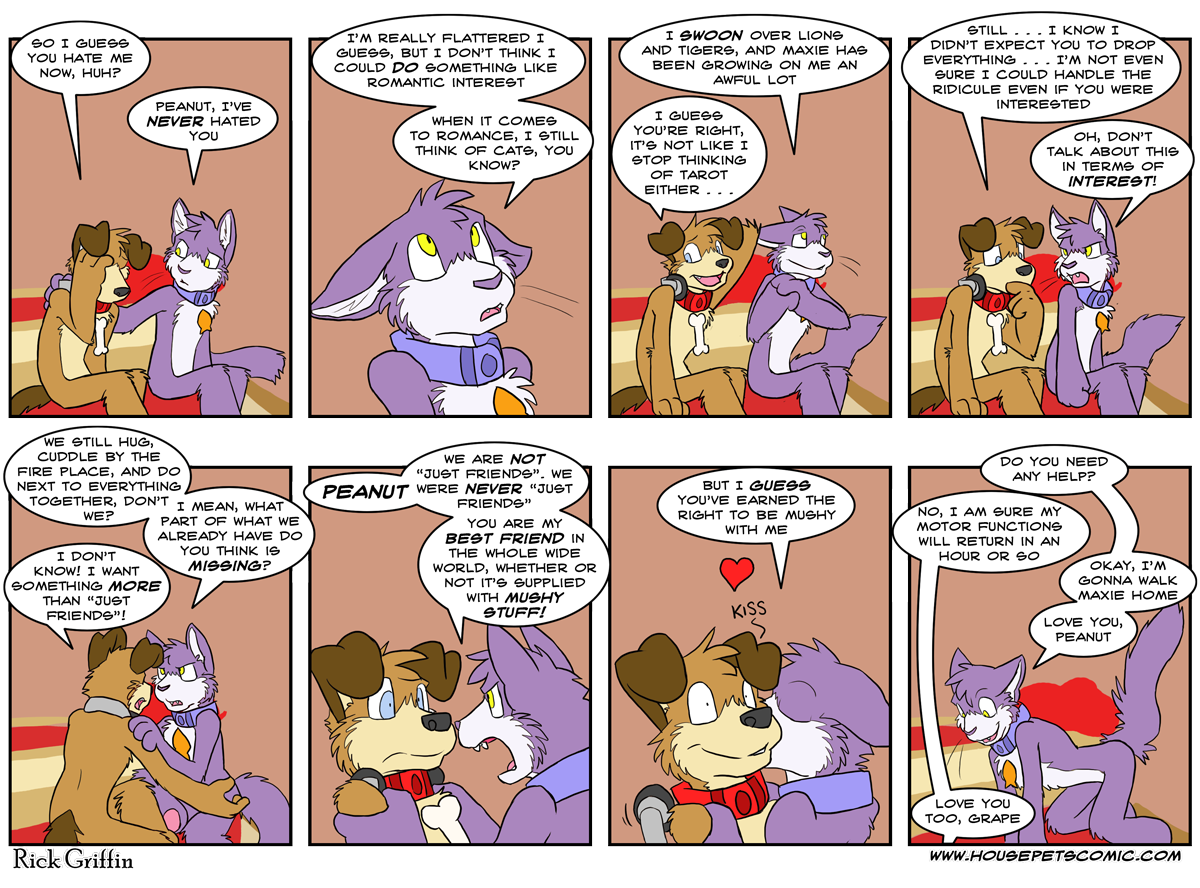 SO I GUESS
YOU HATE ME
NOW, HUH?
PEANUT, I'VE
NEVER HATED
YOU
I'M REALLY FLATTERED I
GUESS, BUT I DON'T THINK I
COULD DO SOMETHING LIKE
ROMANTIC INTEREST
WHEN IT COMES
TO ROMANCE, I STILL
THINK OF CATS, YOU
KNOW?
I SWOON OVER LIONS
AND TIGERS, AND MAXIE HAS
BEEN GROWING ON ME AN
AWFUL LOT
I GUESS
YOU'RE RIGHT,
IT'S NOT LIKE I
STOP THINKING
OF TAROT
EITHER . . .
STILL . . . I KNOW I
DIDN'T EXPECT YOU TO DROP
EVERYTHING . . . I'M NOT EVEN
SURE I COULD HANDLE THE
RIDICULE EVEN IF YOU WERE
INTERESTED
OH, DON'T
TALK ABOUT THIS
IN TERMS OF
INTEREST!
WE STILL HUG,
CUDDLE BY THE
FIRE PLACE, AND DO
NEXT TO EVERYTHING
TOGETHER, DON'T
WE?
I MEAN, WHAT
PART OF WHAT WE
ALREADY HAVE DO
YOU THINK IS
MISSING?
I DON'T
KNOW! I WANT
SOMETHING MORE
THAN "JUST
FRIENDS"!
PEANUT
WE ARE NOT
"JUST FRIENDS". WE
WERE NEVER "JUST
FRIENDS"
YOU ARE MY
BEST FRIEND IN
THE WHOLE WIDE
WORLD, WHETHER OR
NOT IT'S SUPPLIED
WITH MUSHY
STUFF!
BUT I GUESS
YOU'VE EARNED THE
RIGHT TO BE MUSHY
WITH ME
KISS
DO YOU NEED
ANY HELP?
NO, I AM SURE MY
MOTOR FUNCTIONS
WILL RETURN IN AN
HOUR OR SO
OKAY, I'M
GONNA WALK
MAXIE HOME
LOVE YOU,
PEANUT
LOVE YOU
TOO, GRAPE
Rick Griffin
WWW.HOUSEPETSCOMIC.COM